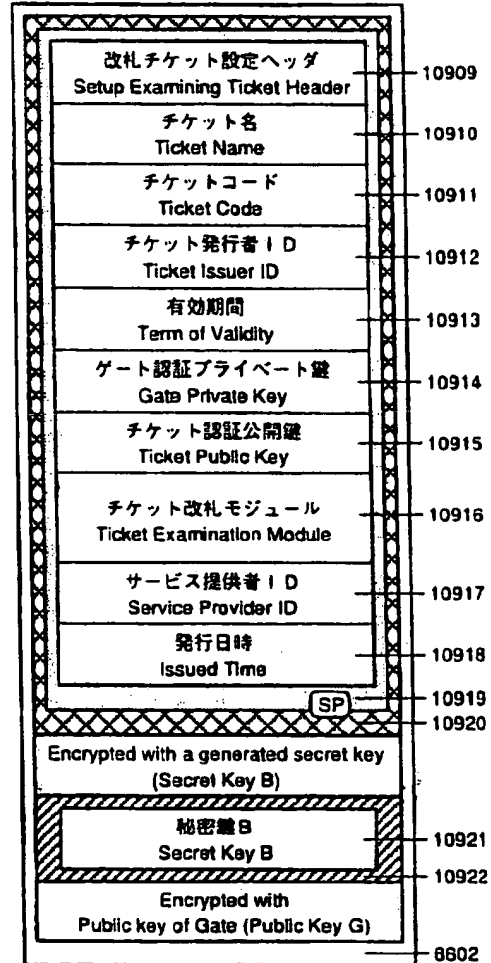 改札チケット設定ヘッダ
Setup Examining Ticket Header
10909
チケット名
Ticket Name
10910
チケットコード
Ticket Code
10911
チケット発行者ID
Ticket Issuer ID
10912
有効期間
Term of Validity
10913
ゲート認証プライベート鍵
Gate Private Key
10914
チケット認証公開鍵
Ticket Public Key
10915
チケット改札モジュール
Ticket Examination Module
10916
サービス提供者ID
Service Provider ID
10917
発行日時
Issued Time
10918
SP
10919
10920
Encrypted with a generated secret key
(Secret Key B)
秘密鍵B
Secret Key B
10921
10922
Encrypted with
Public key of Gate (Public Key G)
8602